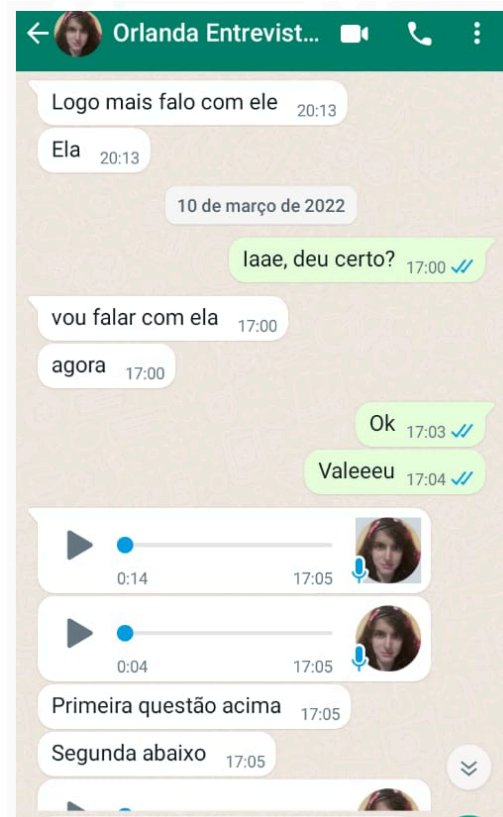 Orlanda Entrevist...
Logo mais falo com ele 20:13
Ela 20:13
10 de março de 2022
Iaae, deu certo? 17:00
vou falar com ela 17:00
agora 17:00
Ok 17:03
Valeeeu 17:04
0:14 17:05
0:04 17:05
Primeira questão acima 17:05
Segunda abaixo 17:05